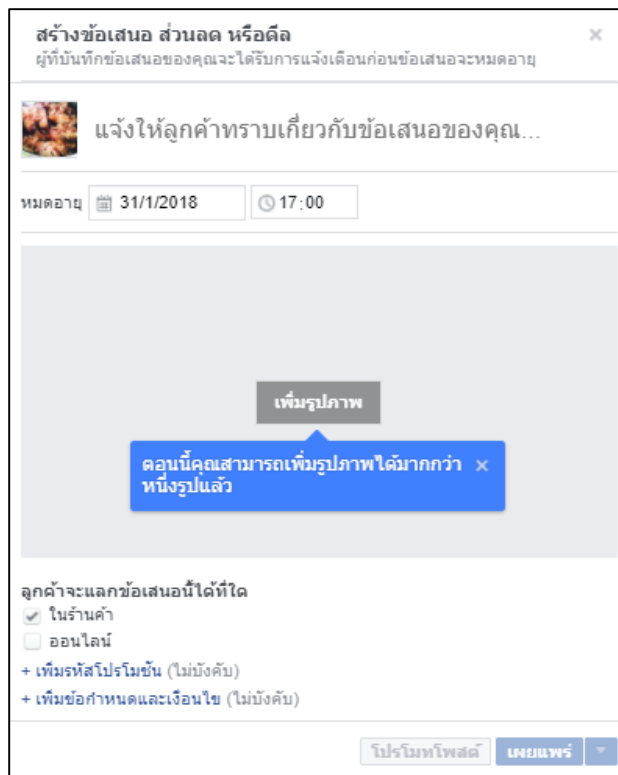 สร้างข้อเสนอ ส่วนลด หรือดีล
ผู้ที่บันทึกข้อเสนอของคุณจะได้รับการแจ้งเตือนก่อนข้อเสนอจะหมดอายุ
แจ้งให้ลูกค้าทราบเกี่ยวกับข้อเสนอของคุณ...
หมดอายุ 31/1/2018 17:00
เพิ่มรูปภาพ
ตอนนี้คุณสามารถเพิ่มรูปภาพได้มากกว่า
หนึ่งรูปแล้ว
ลูกค้าจะแลกข้อเสนอนี้ได้ที่ใด
ในร้านค้า
ออนไลน์
+ เพิ่มรหัสโปรโมชั่น (ไม่บังคับ)
+ เพิ่มข้อกำหนดและเงื่อนไข (ไม่บังคับ)
โปรโมทโพสต์ เผยแพร่